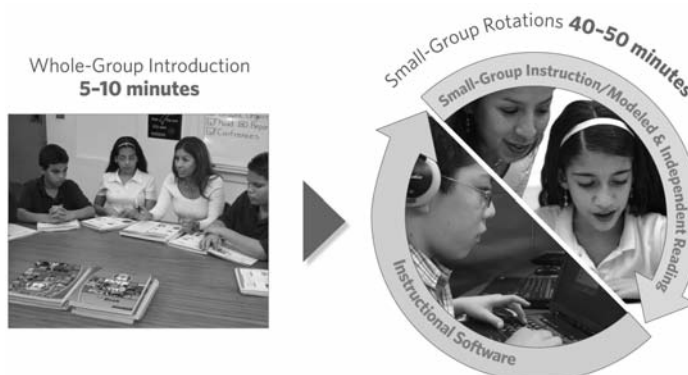 Whole-Group Introduction
5–10 minutes
Small-Group Rotations 40–50 minutes
Small-Group Instruction/Modeled & Independent Reading
Instructional Software